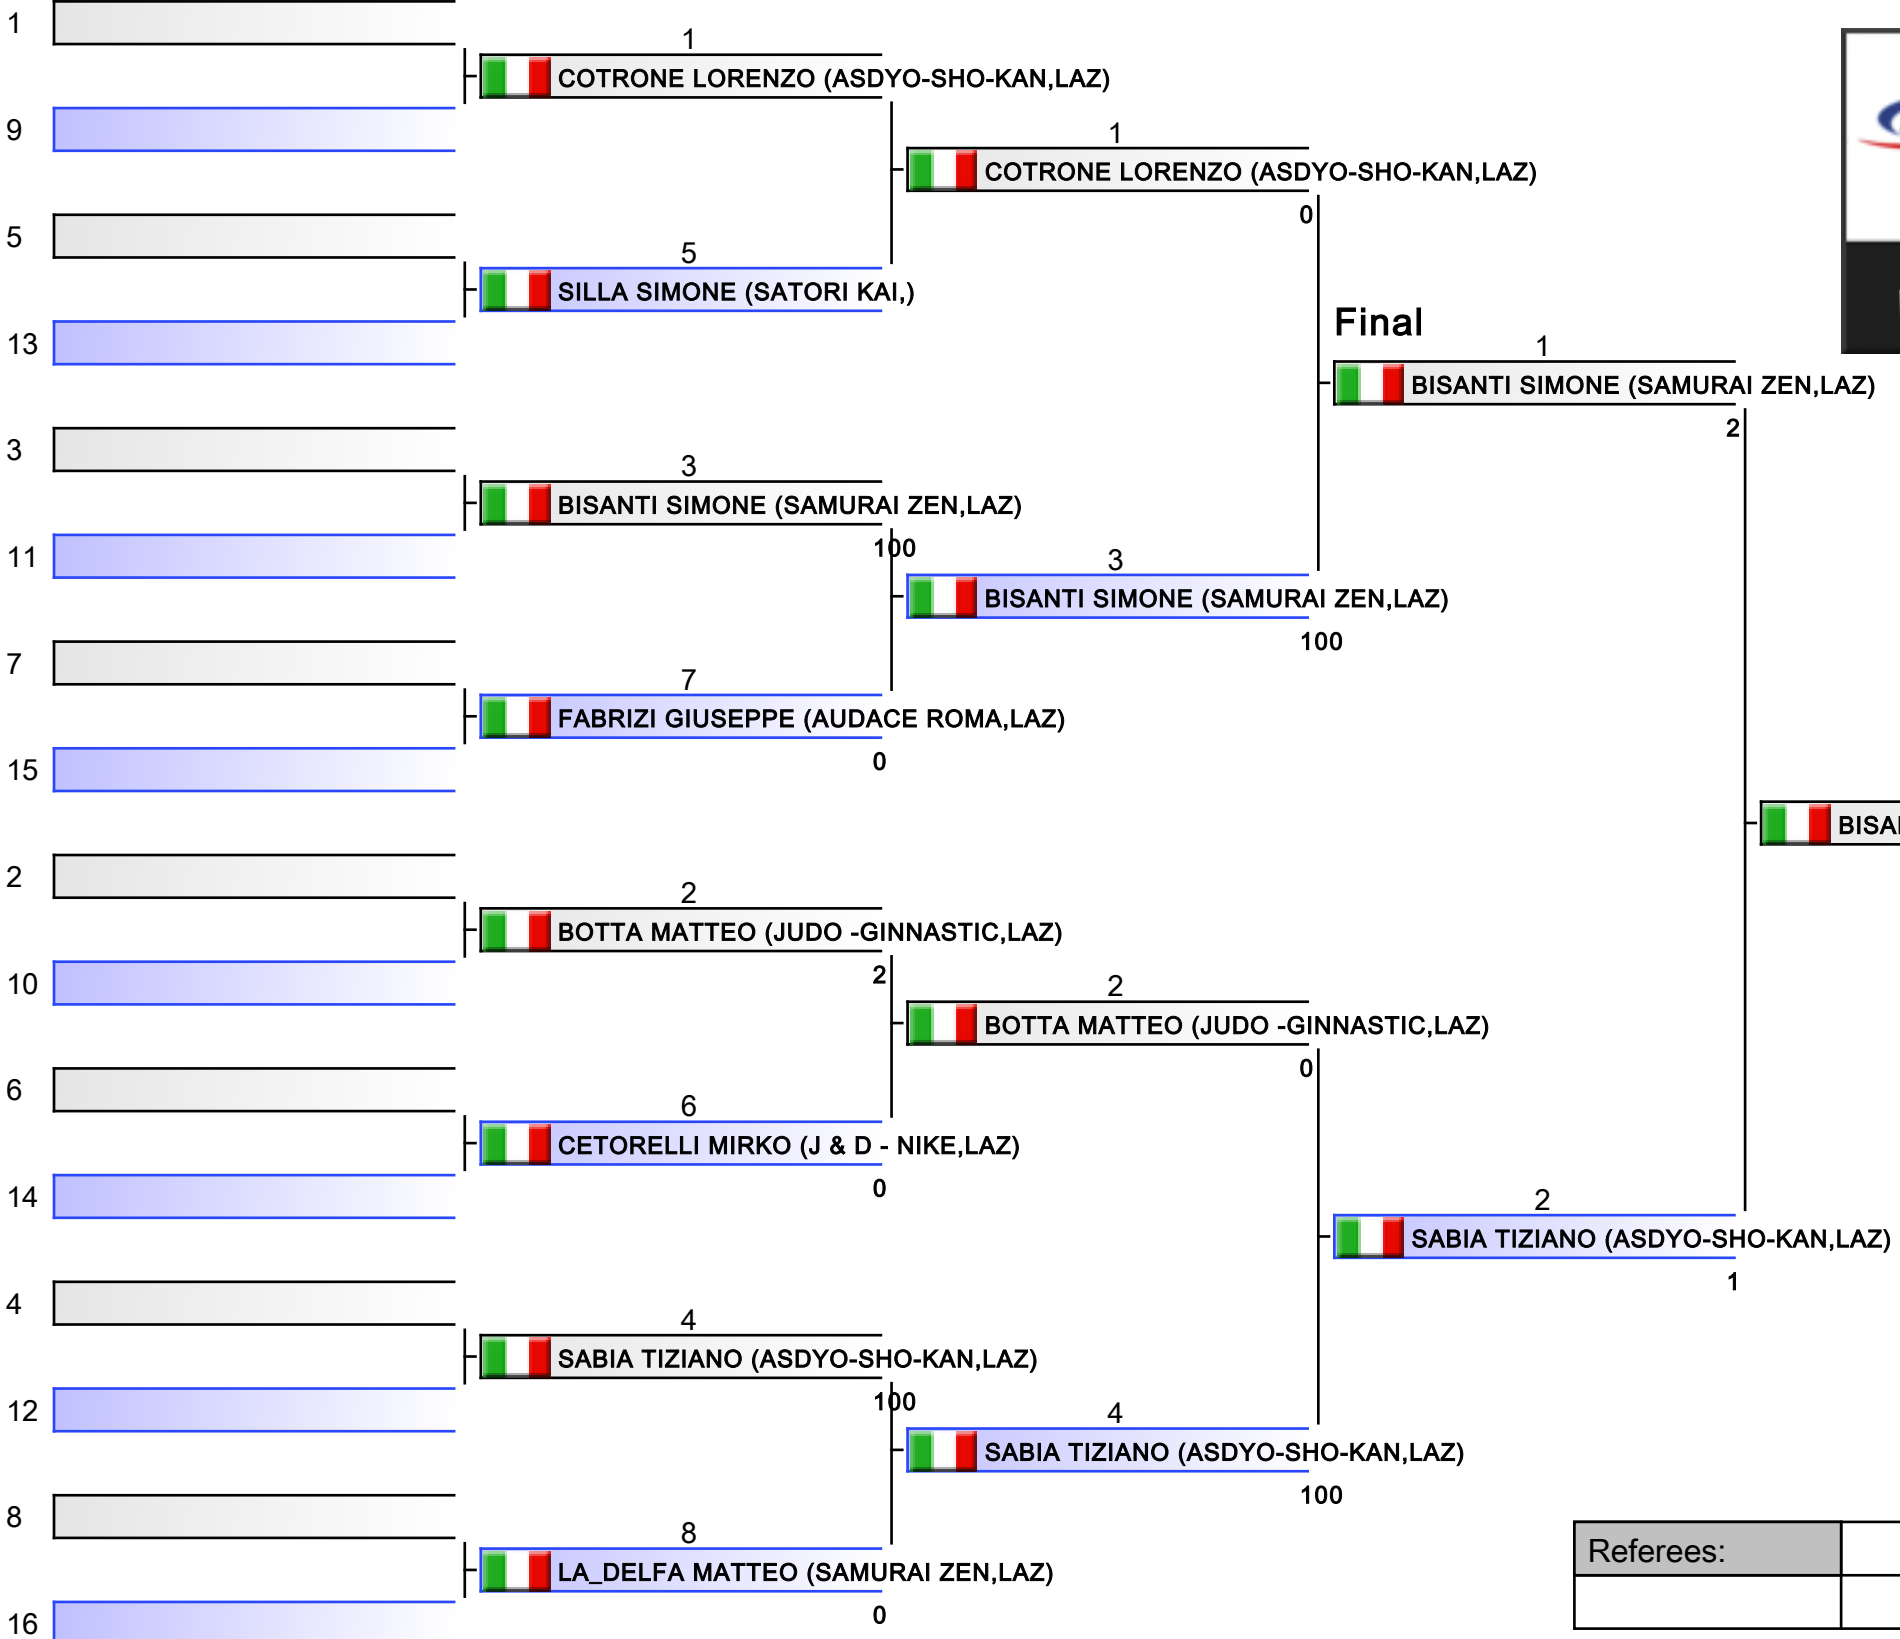 1
9
5
13
3
11
7
15
2
10
6
14
4
12
8
16
1
COTRONE LORENZO (ASDYO-SHO-KAN,LAZ)
5
SILLA SIMONE (SATORI KAI,)
3
BISANTI SIMONE (SAMURAI ZEN,LAZ)
100
7
FABRIZI GIUSEPPE (AUDACE ROMA,LAZ)
0
2
BOTTA MATTEO (JUDO -GINNASTIC,LAZ)
2
6
CETORELLI MIRKO (J & D - NIKE,LAZ)
0
4
SABIA TIZIANO (ASDYO-SHO-KAN,LAZ)
100
8
LA_DELFA MATTEO (SAMURAI ZEN,LAZ)
0
1
COTRONE LORENZO (ASDYO-SHO-KAN,LAZ)
0
3
BISANTI SIMONE (SAMURAI ZEN,LAZ)
100
2
BOTTA MATTEO (JUDO -GINNASTIC,LAZ)
0
4
SABIA TIZIANO (ASDYO-SHO-KAN,LAZ)
100
Final
1
BISANTI SIMONE (SAMURAI ZEN,LAZ)
2
2
SABIA TIZIANO (ASDYO-SHO-KAN,LAZ)
1
Referees: